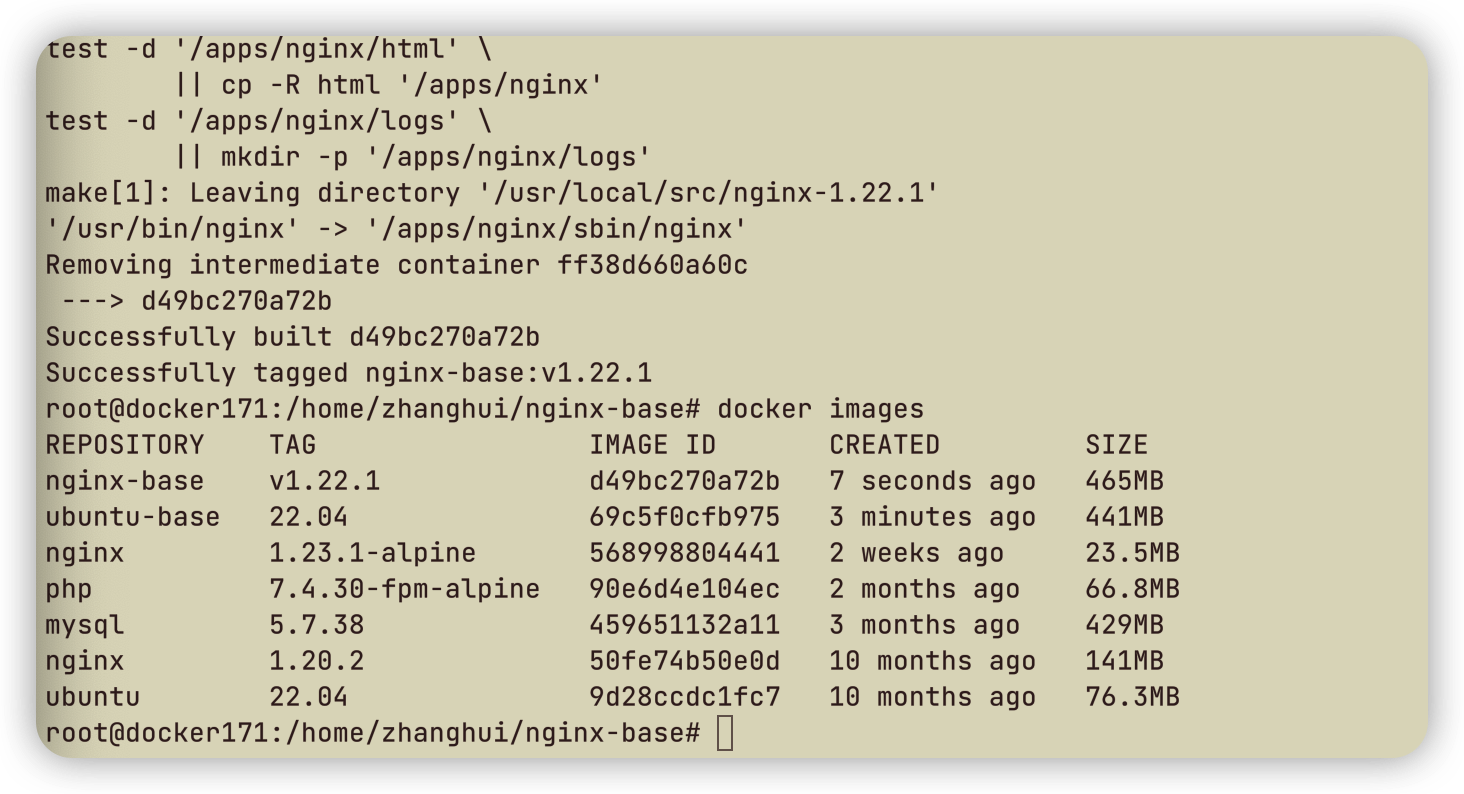 test -d '/apps/nginx/html' \
        || cp -R html '/apps/nginx'
test -d '/apps/nginx/logs' \
        || mkdir -p '/apps/nginx/logs'
make[1]: Leaving directory '/usr/local/src/nginx-1.22.1'
'/usr/bin/nginx' -> '/apps/nginx/sbin/nginx'
Removing intermediate container ff38d660a60c
 ---> d49bc270a72b
Successfully built d49bc270a72b
Successfully tagged nginx-base:v1.22.1
root@docker171:/home/zhanghui/nginx-base# docker images
REPOSITORY    TAG                 IMAGE ID       CREATED         SIZE
nginx-base    v1.22.1             d49bc270a72b   7 seconds ago   465MB
ubuntu-base   22.04               69c5f0cfb975   3 minutes ago   441MB
nginx         1.23.1-alpine       568998804441   2 weeks ago     23.5MB
php           7.4.30-fpm-alpine   90e6d4e104ec   2 months ago    66.8MB
mysql         5.7.38              459651132a11   3 months ago    429MB
nginx         1.20.2              50fe74b50e0d   10 months ago   141MB
ubuntu        22.04               9d28ccdc1fc7   10 months ago   76.3MB
root@docker171:/home/zhanghui/nginx-base#